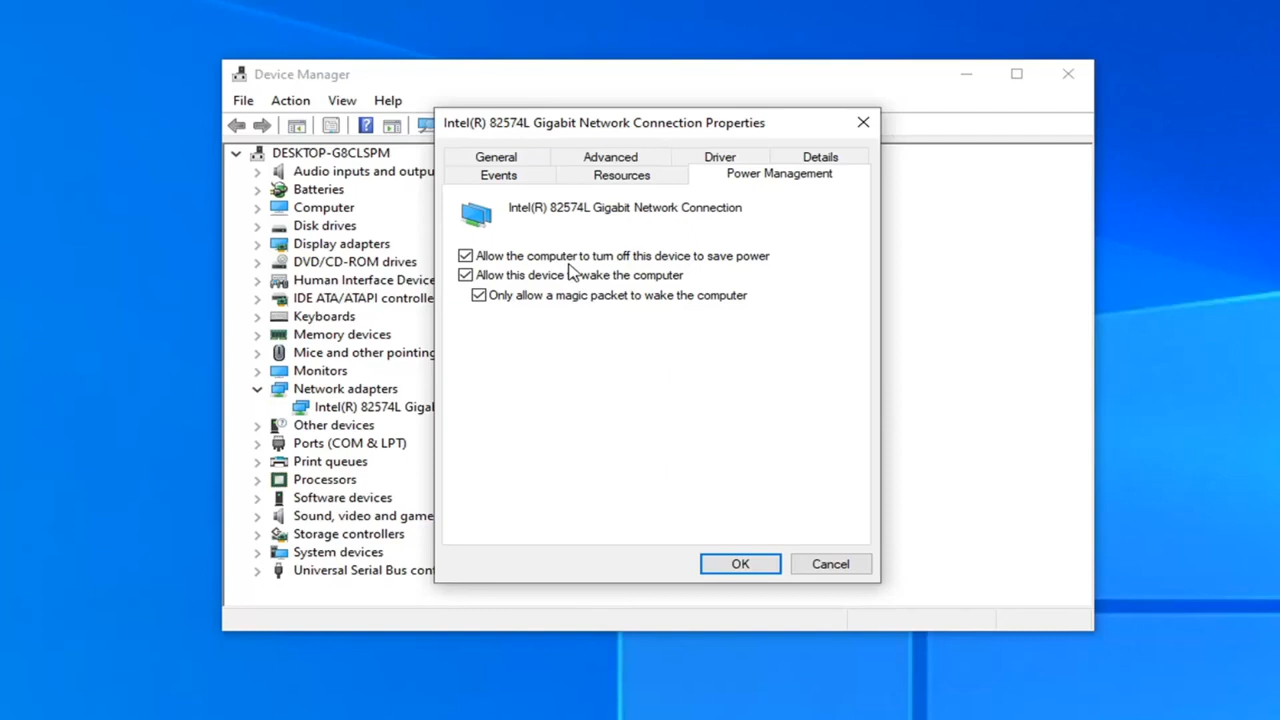 Device Manager
File Action View Help
DESKTOP-G8CLSPM
Audio inputs and outpu
Batteries
Computer
Disk drives
Display adapters
DVD/CD-ROM drives
Human Interface Device
IDE ATA/ATAPI controlle
Keyboards
Memory devices
Mice and other pointing
Monitors
Network adapters
Intel(R) 82574L Gigal
Other devices
Ports (COM & LPT)
Print queues
Processors
Software devices
Sound, video and game
Storage controllers
System devices
Universal Serial Bus con
Intel(R) 82574L Gigabit Network Connection Properties
General Advanced Driver Details
Events Resources Power Management
Intel(R) 82574L Gigabit Network Connection
Allow the computer to turn off this device to save power
Allow this device wake the computer
Only allow a magic packet to wake the computer
OK Cancel